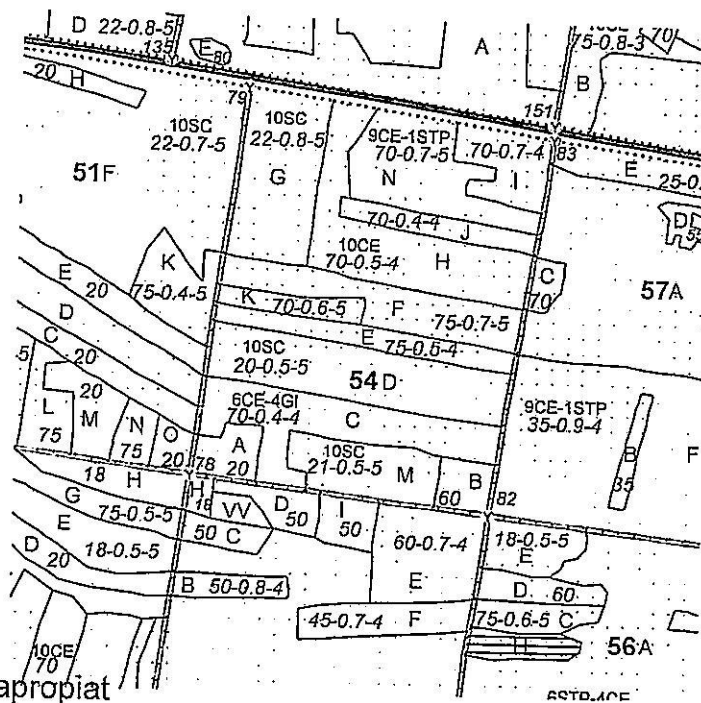 D 22-0.8-5
135
E 80
A
75-0.8-3
70
B
20 H
79
151
83
10SC
22-0.7-5
10SC
22-0.8-5
9CE-1STP
70-0.7-5
70-0.7-4
51F
G
N
I
E
D
70-0.4-4
J
10CE
70-0.5-4
H
K
75-0.4-5
C
70
57A
E 20
K
70-0.6-5
F
75-0.7-5
D
E
75-0.5-4
C
20
10SC
20-0.5-5
54D
6CE-4GI
70-0.4-4
C
9CE-1STP
35-0.9-4
L
75
M
20
N
75
O
20
78
A
20
10SC
21-0.5-5
M
B
60
82
B
35
F
18 H
H
18
VV
D
50
I
50
G
75-0.5-5
50 C
60-0.7-4
18-0.5-5
E
E
18-0.5-5
D
20
B 50-0.8-4
E
D 60
45-0.7-4 F
75-0.6-5 C
H
56A
10CE
70
apropiat
6STP-4CE